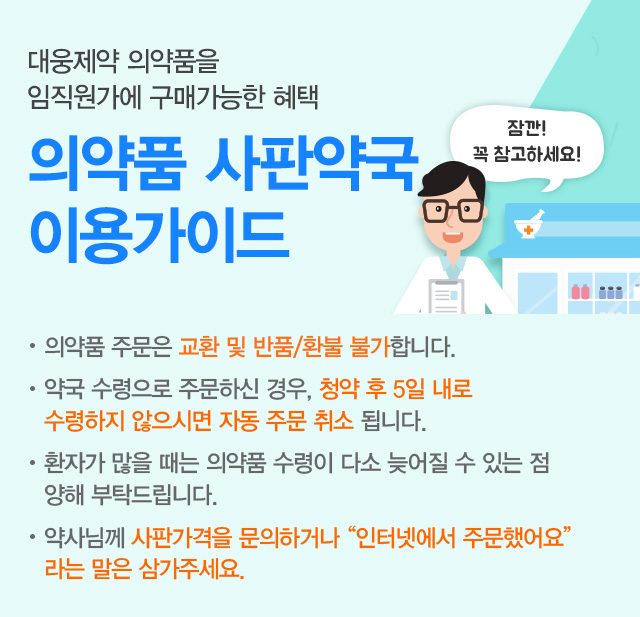 대웅제약 의약품을
임직원가에 구매가능한 혜택
의약품 사판약국
이용가이드
잠깐!
꼭 참고하세요!
• 의약품 주문은 교환 및 반품/환불 불가합니다.
• 약국 수령으로 주문하신 경우, 청약 후 5일 내로
수령하지 않으시면 자동 주문 취소 됩니다.
• 환자가 많을 때는 의약품 수령이 다소 늦어질 수 있는 점
양해 부탁드립니다.
• 약사님께 사판가격을 문의하거나 “인터넷에서 주문했어요”
라는 말은 삼가주세요.